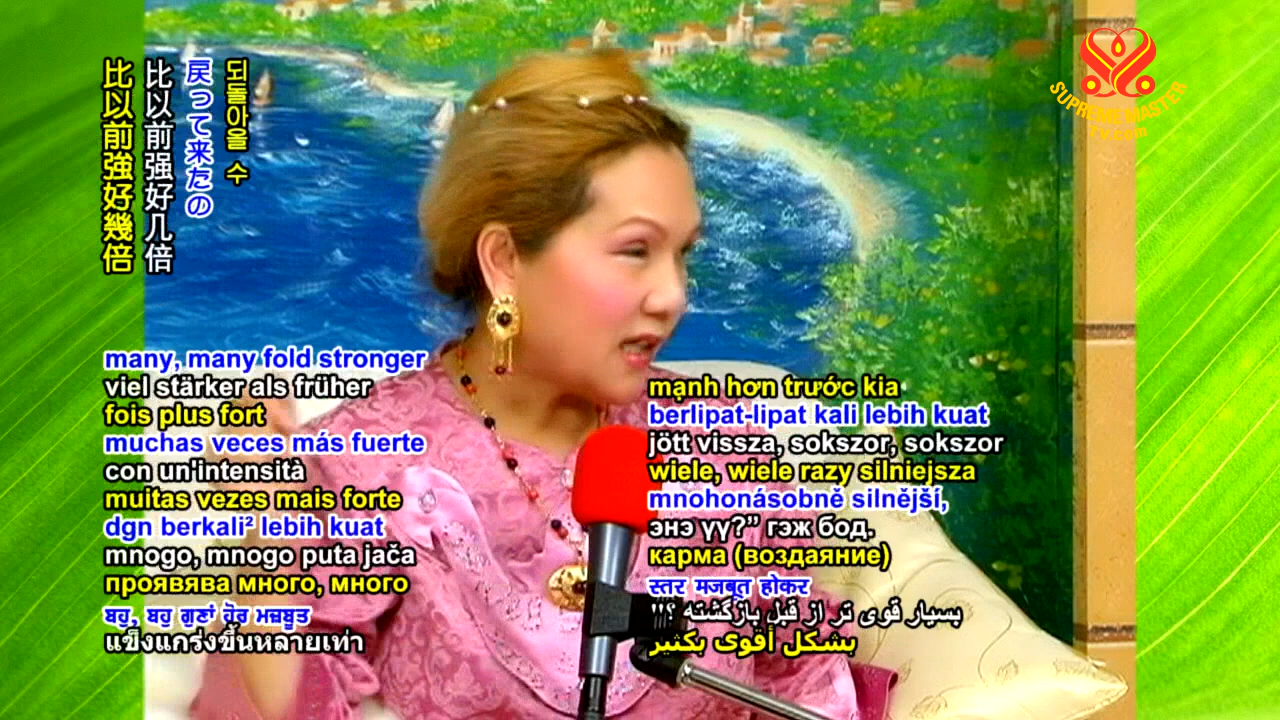 比以前強好幾倍
比以前强好几倍
戻って来たの
되돌아올 수
SUPREME MASTER
TV.com
many, many fold stronger
viel stärker als früher
fois plus fort
muchas veces más fuerte
con un'intensità
muitas vezes mais forte
dgn berkali² lebih kuat
mnogo, mnogo puta jača
проявява много, много
ਬਹੁ, ਬਹੁ ਗੁਣਾਂ ਹੋਰ ਮਜ਼ਬੂਤ
แข็งแกร่งขึ้นหลายเท่า
mạnh hơn trước kia
berlipat-lipat kali lebih kuat
jött vissza, sokszor, sokszor
wiele, wiele razy silniejsza
mnohonásobně silnější,
энэ үү?” гэж бод.
карма (воздаяние)
स्तर मजबूत होकर
بسیار قوی تر از قبل بازگشته ؟"
بشكل أقوى بكثير